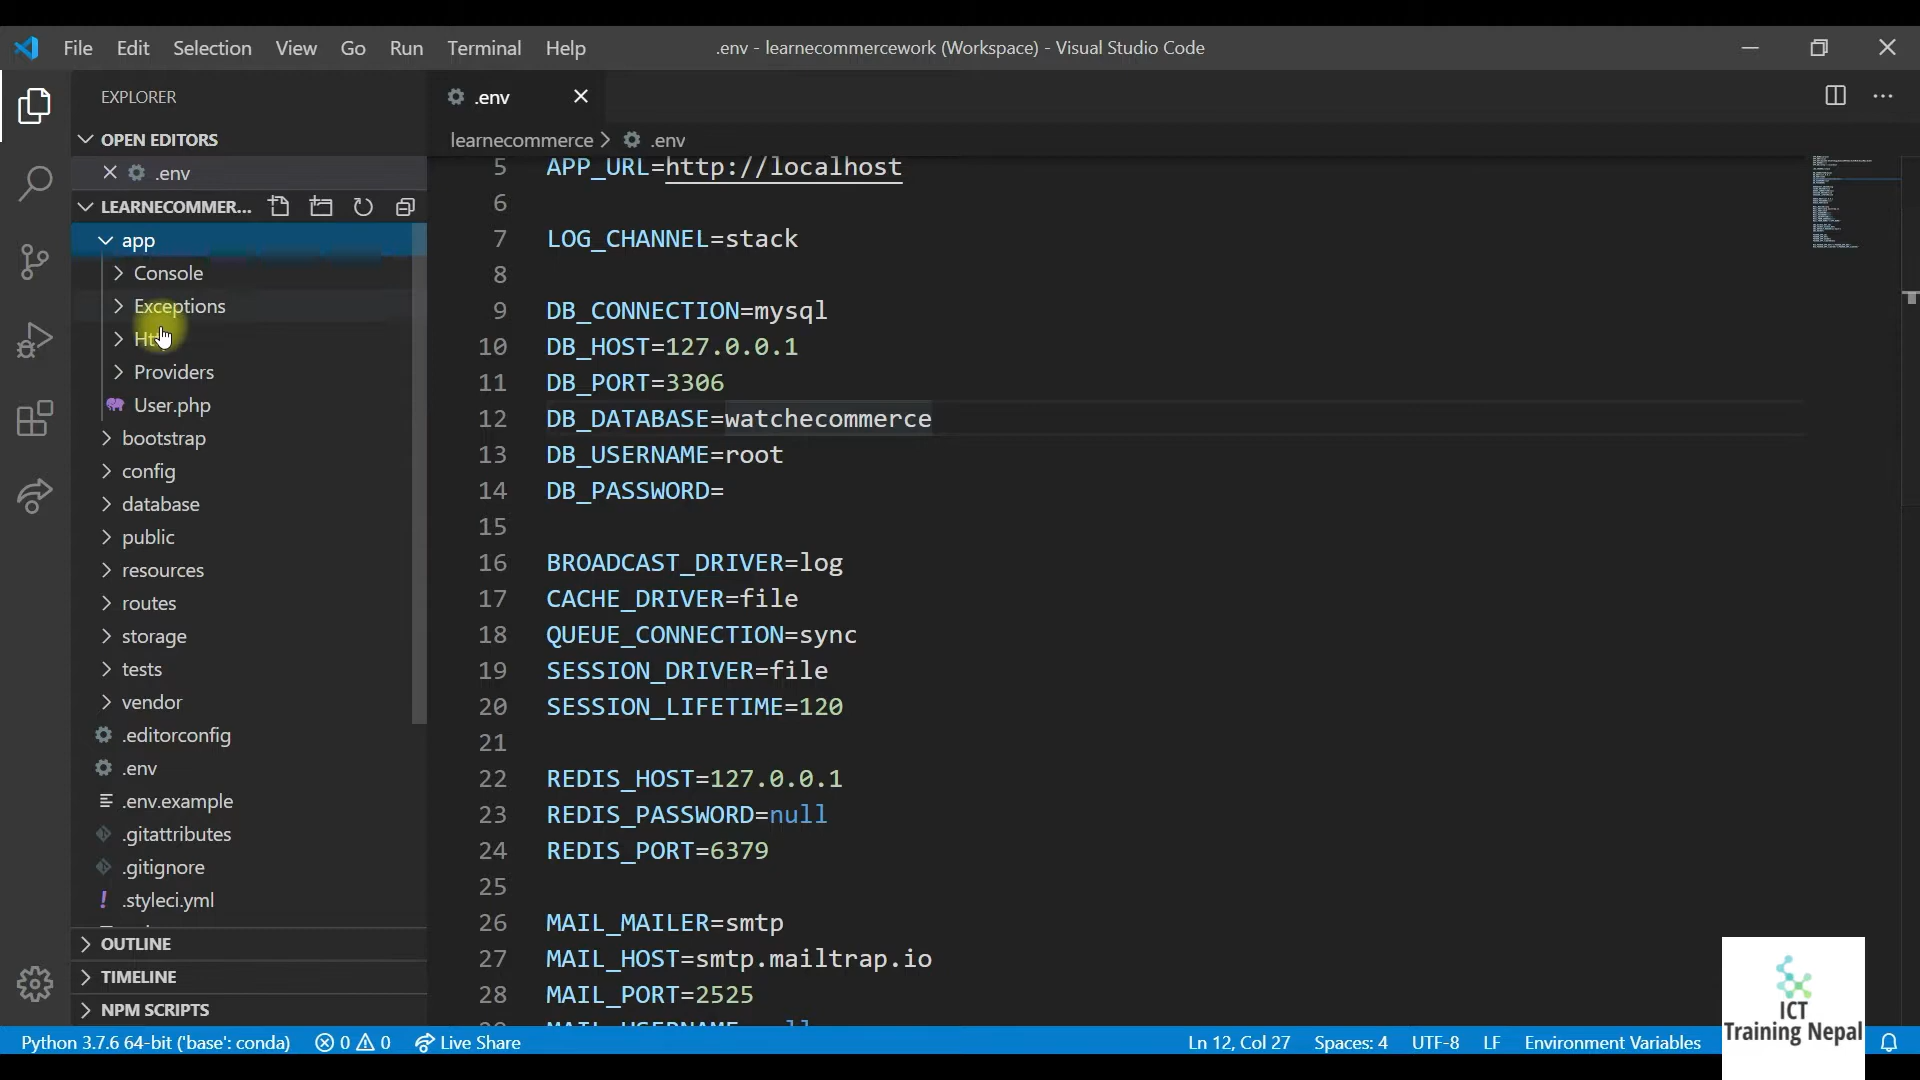 File Edit Selection View Go Run Terminal Help
.env - learnecommercework (Workspace) - Visual Studio Code
EXPLORER
OPEN EDITORS
.env
LEARNECOMMER...
app
Console
Exceptions
Providers
User.php
bootstrap
config
database
public
resources
routes
storage
tests
vendor
.editorconfig
.env
.env.example
.gitattributes
.gitignore
.styleci.yml
OUTLINE
TIMELINE
NPM SCRIPTS
.env
learnecommerce > .env
5 APP_URL=http://localhost
6
7 LOG_CHANNEL=stack
8
9 DB_CONNECTION=mysql
10 DB_HOST=127.0.0.1
11 DB_PORT=3306
12 DB_DATABASE=watchecommerce
13 DB_USERNAME=root
14 DB_PASSWORD=
15
16 BROADCAST_DRIVER=log
17 CACHE_DRIVER=file
18 QUEUE_CONNECTION=sync
19 SESSION_DRIVER=file
20 SESSION_LIFETIME=120
21
22 REDIS_HOST=127.0.0.1
23 REDIS_PASSWORD=null
24 REDIS_PORT=6379
25
26 MAIL_MAILER=smtp
27 MAIL_HOST=smtp.mailtrap.io
28 MAIL_PORT=2525
ICT
Training Nepal
Python 3.7.6 64-bit ('base': conda) 0 0 Live Share Ln 12, Col 27 Spaces: 4 UTF-8 LF Environment Variables